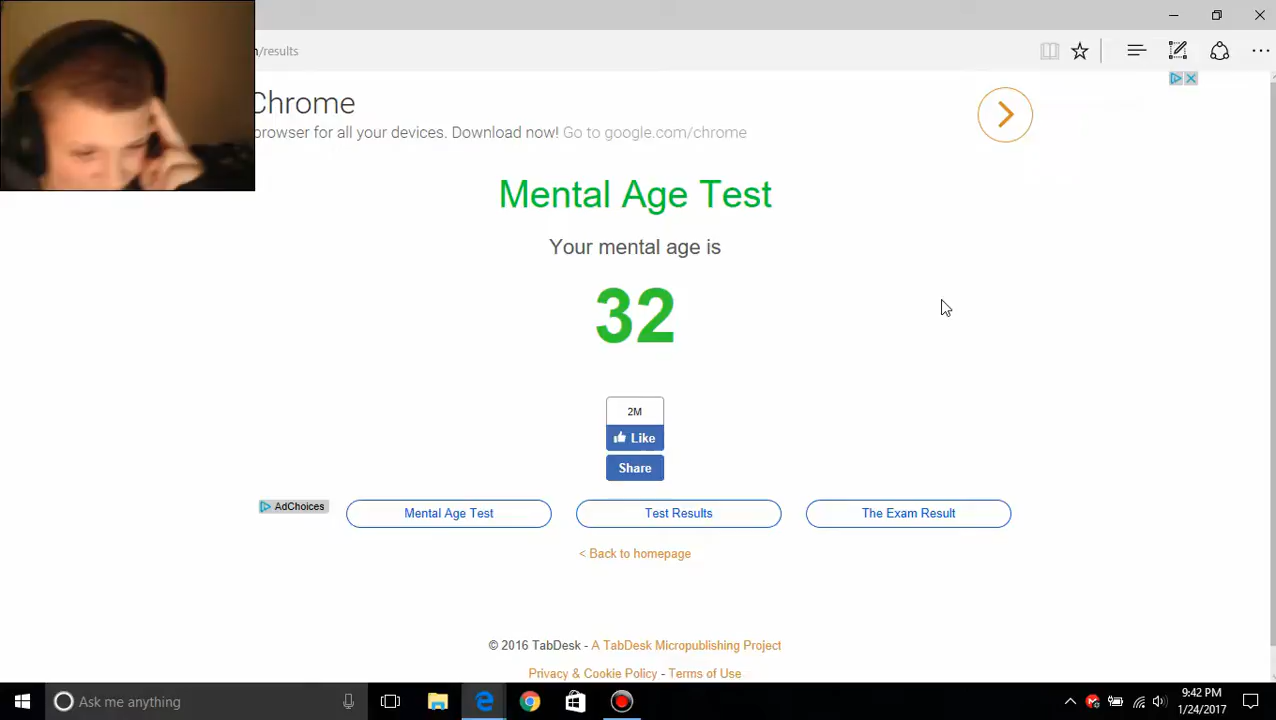 /results
Chrome
browser for all your devices. Download now! Go to google.com/chrome
Mental Age Test
Your mental age is
32
2M
Like
Share
AdChoices
Mental Age Test
Test Results
The Exam Result
< Back to homepage
© 2016 TabDesk - A TabDesk Micropublishing Project
Privacy & Cookie Policy - Terms of Use
Ask me anything
9:42 PM
1/24/2017